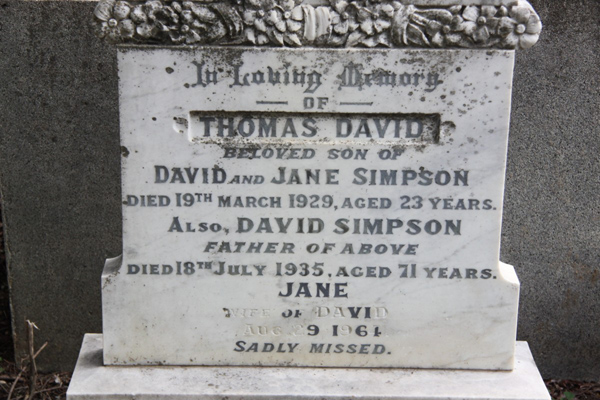 In Loving Memory
OF
THOMAS DAVID
BELOVED SON OF
DAVID AND JANE SIMPSON
DIED 19TH MARCH 1929, AGED 23 YEARS.
ALSO, DAVID SIMPSON
FATHER OF ABOVE
DIED 18TH JULY 1935, AGED 71 YEARS.
JANE
WIFE OF DAVID
AUG 9 1964
SADLY MISSED.